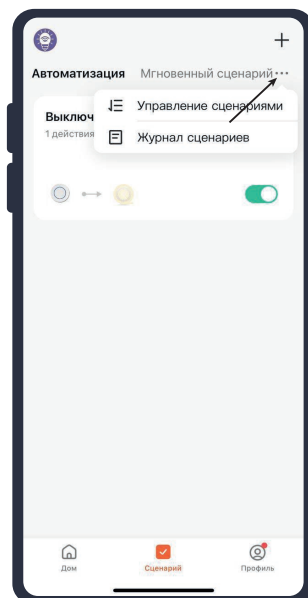 Автоматизация Мгновенный сценарий ···
Управление сценариями
Выключ
1 действия
Журнал сценариев
Дом Сценарий Профиль